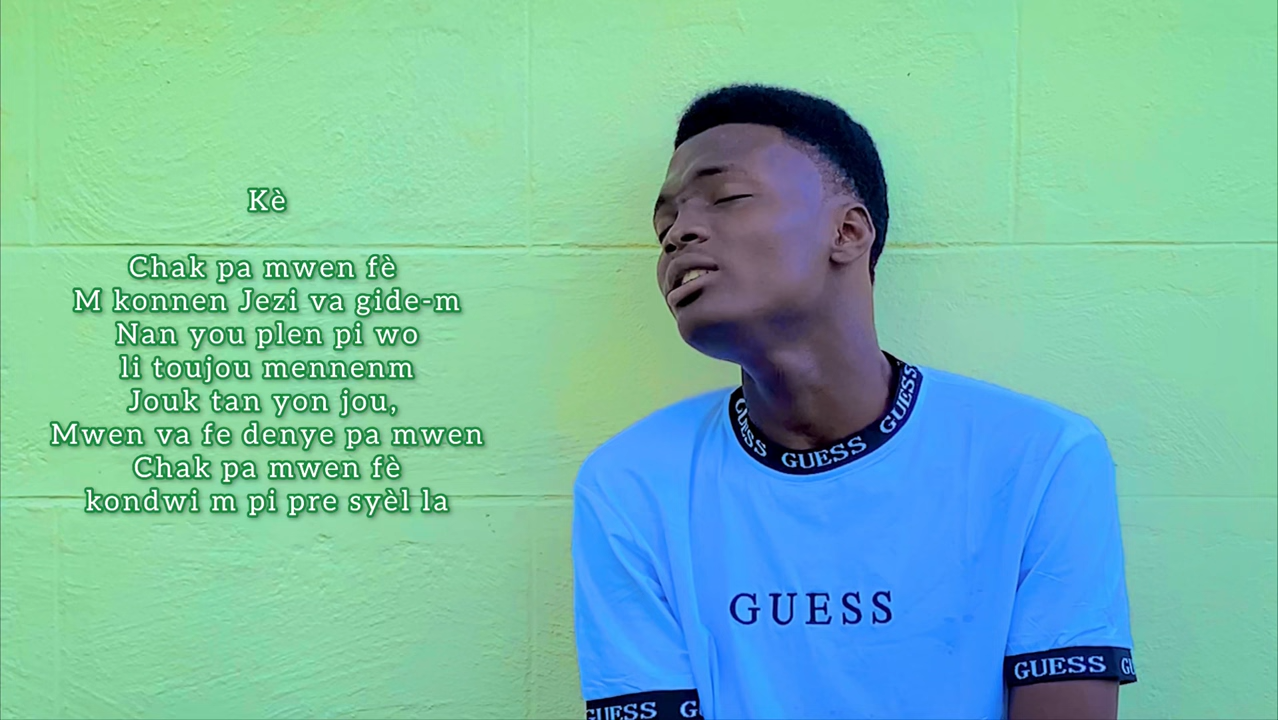 Kè
Chak pa mwen fè
M konnen Jezi va gide-m
Nan you plen pi wo
li toujou mennenm
Jouk tan yon jou,
Mwen va fe denye pa mwen
Chak pa mwen fè
kondwi m pi pre syèl la
GUESS GUESS GUESS
GUESS
GUESS
GUESS